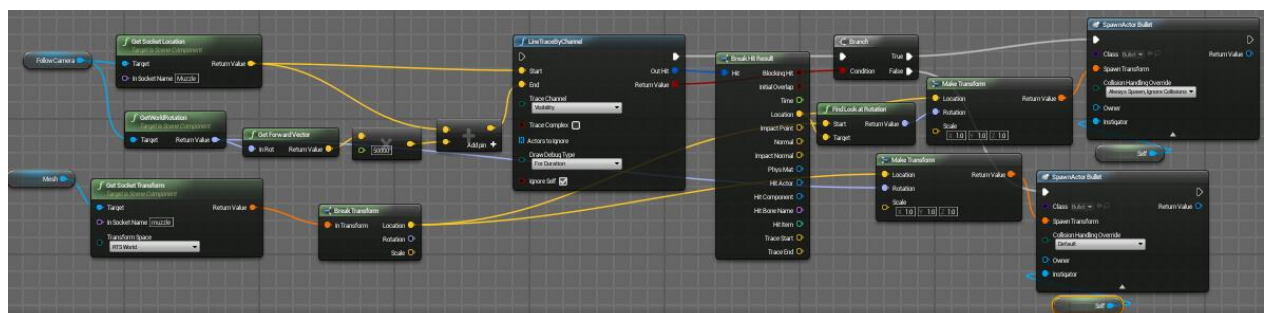 FollowCamera
Get Socket Location
Target is Scene Component
Target
Return Value
In Socket Name Muzzle
GetWorldRotation
Target is Scene Component
Target
Return Value
Get Forward Vector
In Rot
Return Value
Add pin +
Mesh
Get Socket Transform
Target is Scene Component
Target
Return Value
In Socket Name muzzle
Transform Space
RTS World
Break Transform
In Transform
Location
Rotation
Scale
LineTraceByChannel
Start
Out Hit
End
Return Value
Trace Channel
Visibility
Trace Complex
Actors to Ignore
Draw Debug Type
For Duration
Ignore Self
Break Hit Result
Hit
Blocking Hit
Initial Overlap
Time
Location
Impact Point
Normal
Impact Normal
Phys Mat
Hit Actor
Hit Component
Hit Bone Name
Hit Item
Trace Start
Trace End
Branch
True
Condition
False
Find Look at Rotation
Start
Return Value
Target
Make Transform
Location
Return Value
Rotation
Scale
X 1.0 Y 1.0 Z 1.0
Make Transform
Location
Return Value
Rotation
Scale
X 1.0 Y 1.0 Z 1.0
SpawnActor Bullet
Class Bullet
Return Value
Spawn Transform
Collision Handling Override
Always Spawn, Ignore Collisions
Owner
Instigator
Self
SpawnActor Bullet
Class Bullet
Return Value
Spawn Transform
Collision Handling Override
Default
Owner
Instigator
Self